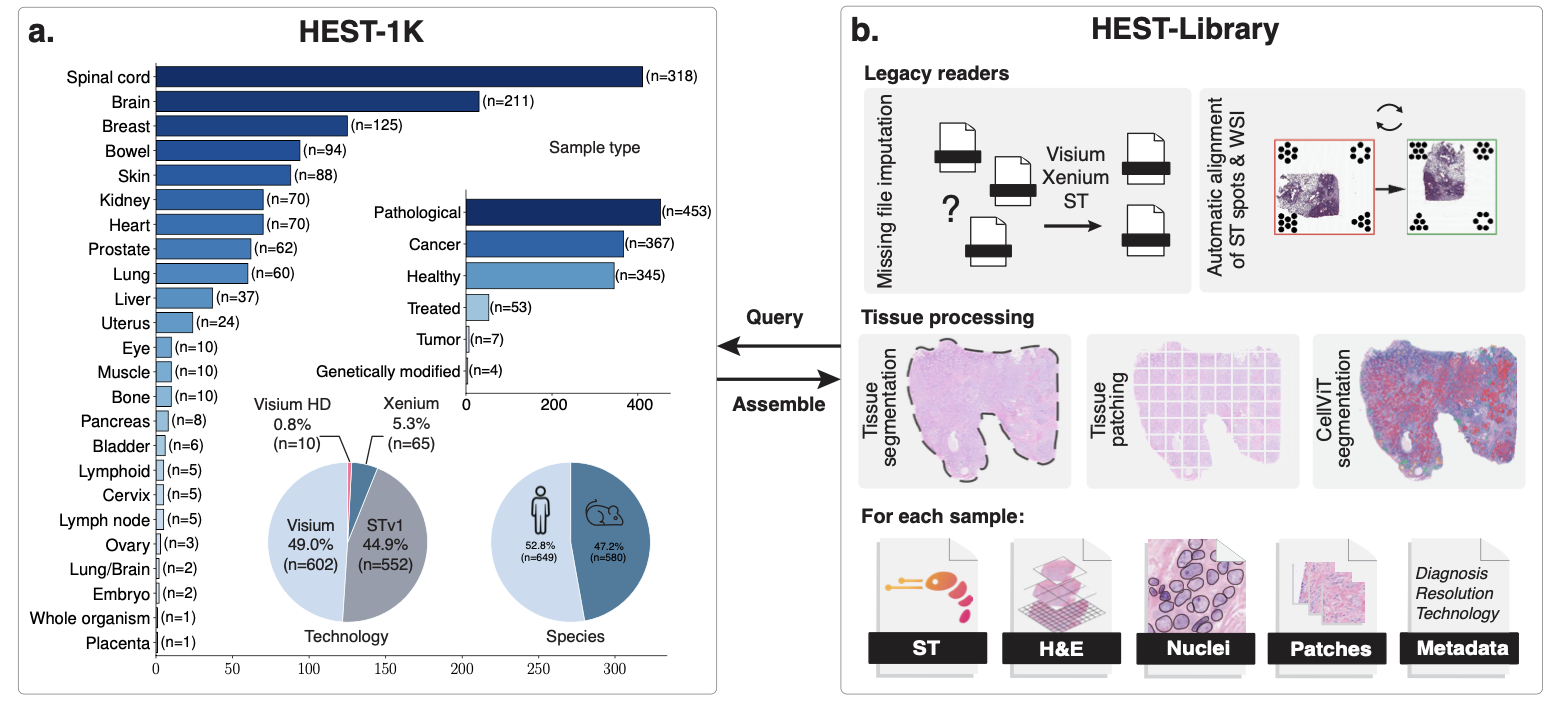 a.
HEST-1K
Spinal cord
(n=318)
Brain
(n=211)
Breast
(n=125)
Bowel
(n=94)
Skin
(n=88)
Kidney
(n=70)
Heart
(n=70)
Prostate
(n=62)
Lung
(n=60)
Liver
(n=37)
Uterus
(n=24)
Eye
(n=10)
Muscle
(n=10)
Bone
(n=10)
Pancreas
(n=8)
Bladder
(n=6)
Lymphoid
(n=5)
Cervix
(n=5)
Lymph node
(n=5)
Ovary
(n=3)
Lung/Brain
(n=2)
Embryo
(n=2)
Whole organism
(n=1)
Placenta
(n=1)
0 50 100 150 200 250 300
Sample type
Pathological
(n=453)
Cancer
(n=367)
Healthy
(n=345)
Treated
(n=53)
Tumor
(n=7)
Genetically modified
(n=4)
0 200 400
Visium HD
0.8%
(n=10)
Xenium
5.3%
(n=65)
Visium
49.0%
(n=602)
STv1
44.9%
(n=552)
Technology
52.8%
(n=649)
47.2%
(n=580)
Species
Query
Assemble
b.
HEST-Library
Legacy readers
Missing file imputation
?
Visium
Xenium
ST
Automatic alignment
of ST spots & WSI
Tissue processing
Tissue
segmentation
Tissue
patching
CellViT
segmentation
For each sample:
ST
H&E
Nuclei
Patches
Diagnosis
Resolution
Technology
Metadata